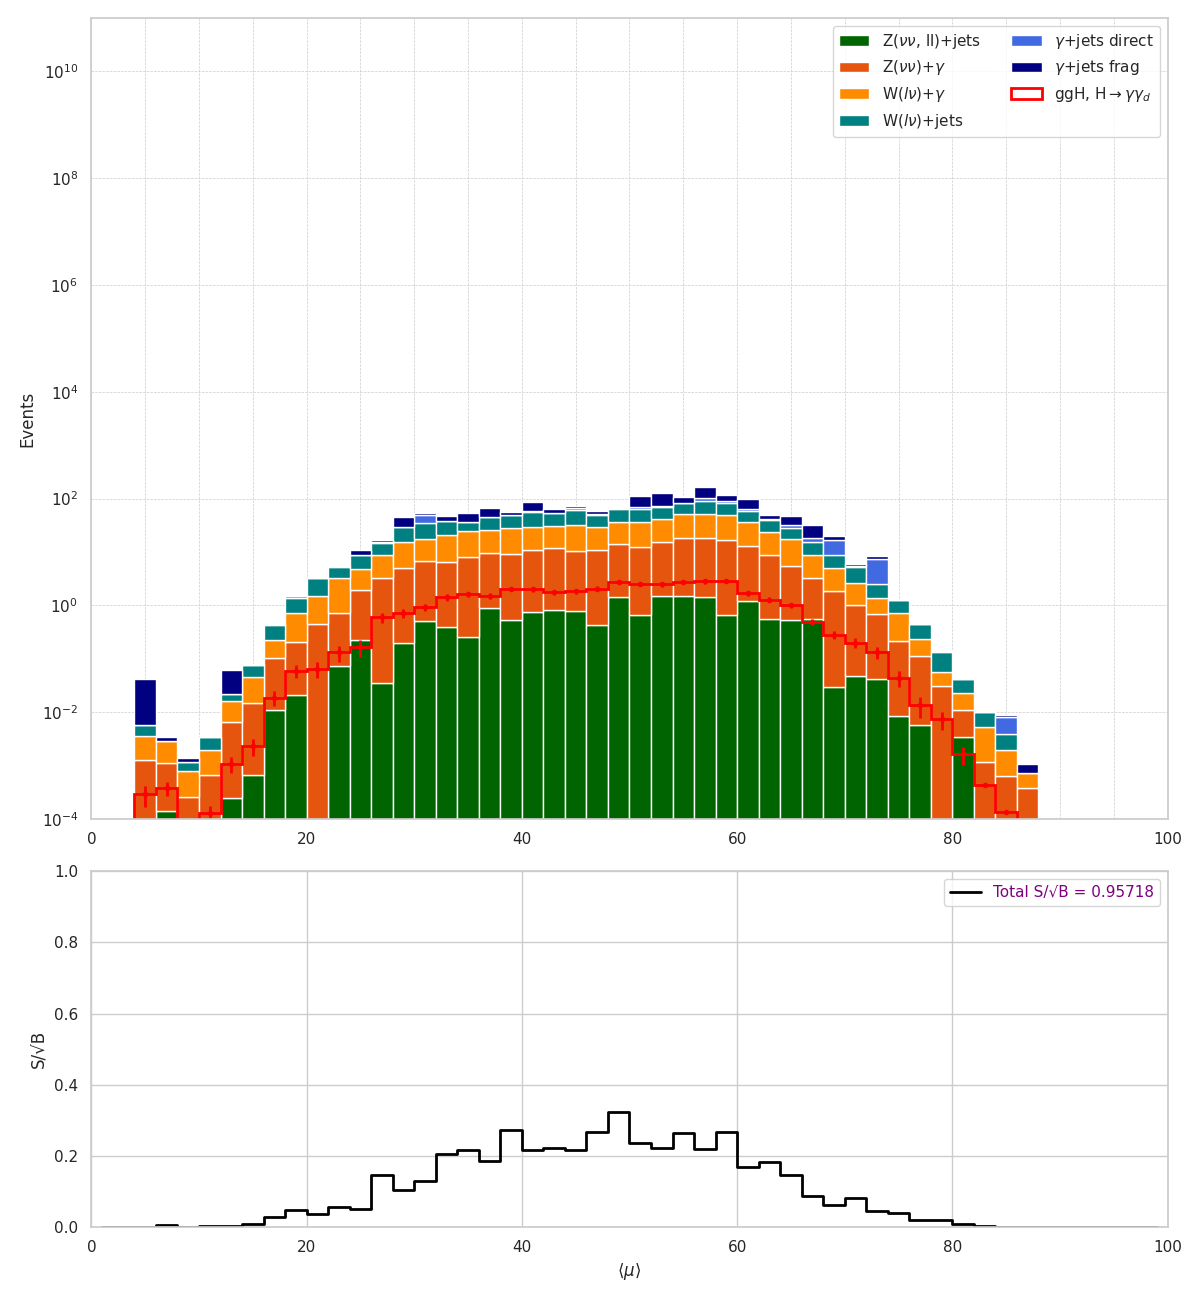 Z(νν, ll)+jets
Z(νν)+γ
W(lν)+γ
W(lν)+jets
γ+jets direct
γ+jets frag
ggH, H→γγ_d
10^10
10^8
10^6
10^4
10^2
10^0
10^−2
10^−4
Events
0 20 40 60 80 100
Total S/√B = 0.95718
1.0
0.8
0.6
0.4
0.2
0.0
S/√B
0 20 40 60 80 100
⟨μ⟩